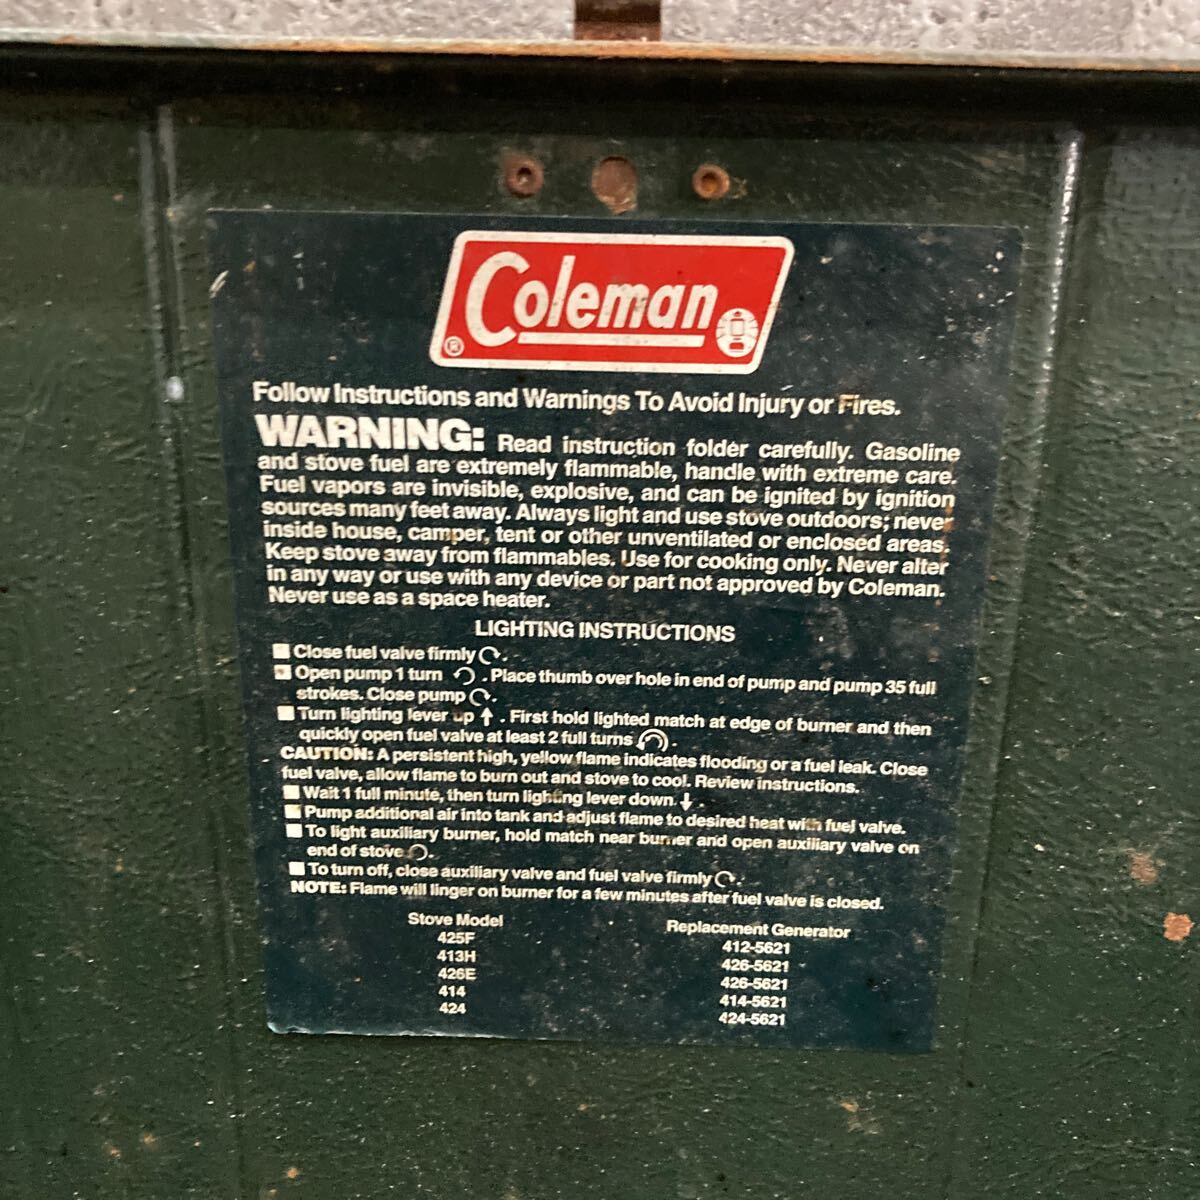 Coleman
®
Follow Instructions and Warnings To Avoid Injury or Fires.
WARNING: Read instruction folder carefully. Gasoline
and stove fuel are extremely flammable, handle with extreme care.
Fuel vapors are invisible, explosive, and can be ignited by ignition
sources many feet away. Always light and use stove outdoors; never
inside house, camper, tent or other unventilated or enclosed areas.
Keep stove away from flammables. Use for cooking only. Never alter
in any way or use with any device or part not approved by Coleman.
Never use as a space heater.
LIGHTING INSTRUCTIONS
■ Close fuel valve firmly ↻.
■ Open pump 1 turn ↺. Place thumb over hole in end of pump and pump 35 full
strokes. Close pump ↻.
■ Turn lighting lever up ↑. First hold lighted match at edge of burner and then
quickly open fuel valve at least 2 full turns ↺.
CAUTION: A persistent high, yellow flame indicates flooding or a fuel leak. Close
fuel valve, allow flame to burn out and stove to cool. Review instructions.
■ Wait 1 full minute, then turn lighting lever down ↓.
■ Pump additional air into tank and adjust flame to desired heat with fuel valve.
■ To light auxiliary burner, hold match near burner and open auxiliary valve on
end of stove ↺.
■ To turn off, close auxiliary valve and fuel valve firmly ↻.
NOTE: Flame will linger on burner for a few minutes after fuel valve is closed.
Stove Model Replacement Generator
425F 412-5621
413H 426-5621
426E 426-5621
414 414-5621
424 424-5621